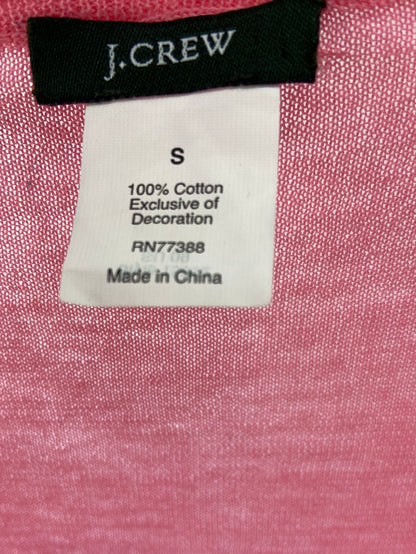 J.CREW
S
100% Cotton
Exclusive of
Decoration
RN77388
Made in China